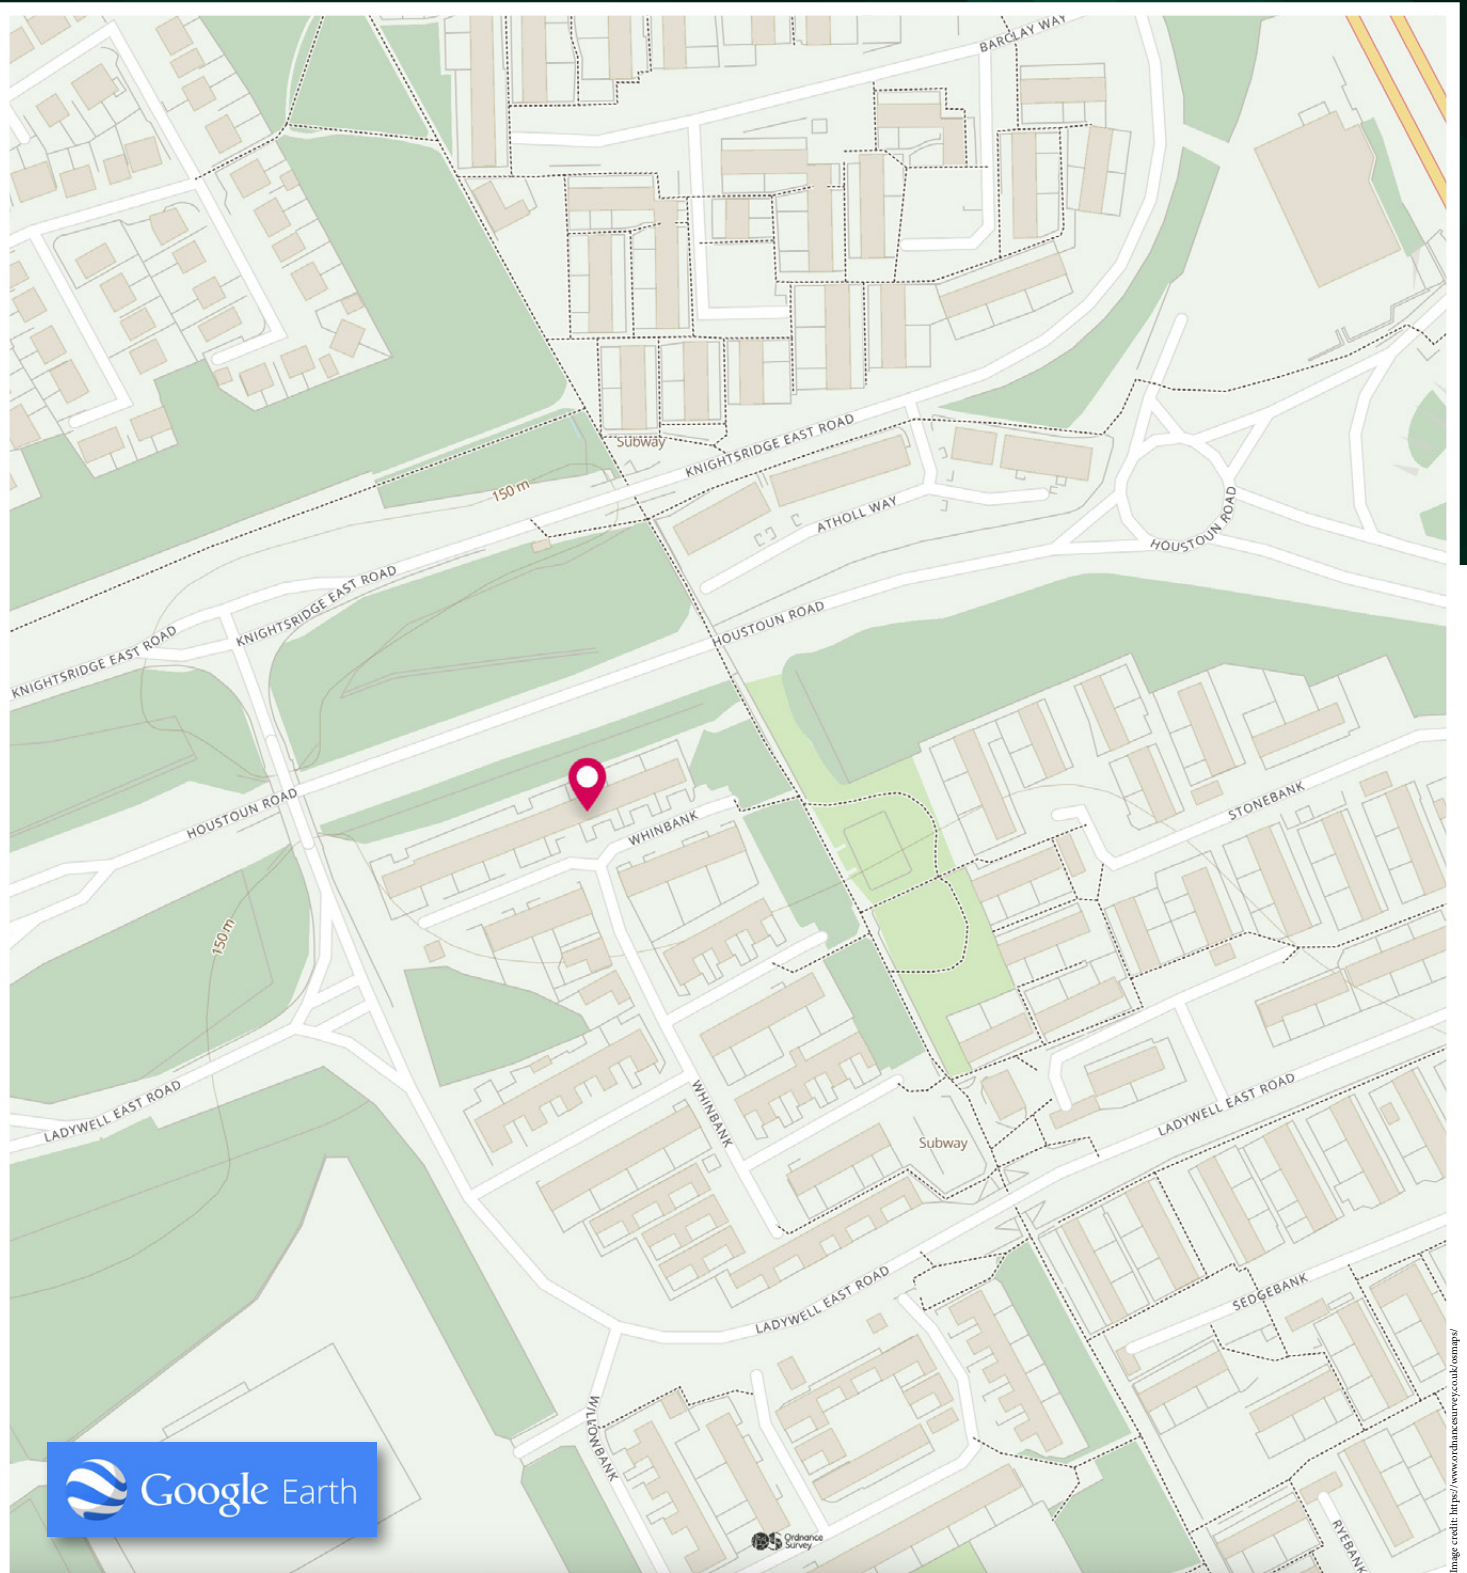 BARCLAY WAY
Subway
KNIGHTSRIDGE EAST ROAD
150 m
ATHOLL WAY
HOUSTOUN ROAD
KNIGHTSRIDGE EAST ROAD
HOUSTOUN ROAD
KNIGHTSRIDGE EAST ROAD
HOUSTOUN ROAD
WHINBANK
STONEBANK
150 m
LADYWELL EAST ROAD
WHINBANK
Subway
LADYWELL EAST ROAD
LADYWELL EAST ROAD
SEDGEBANK
WILLOWBANK
RYEBANK
Google Earth
Ordnance
Survey
Image credit: https://www.ordnancesurvey.co.uk/osmaps/